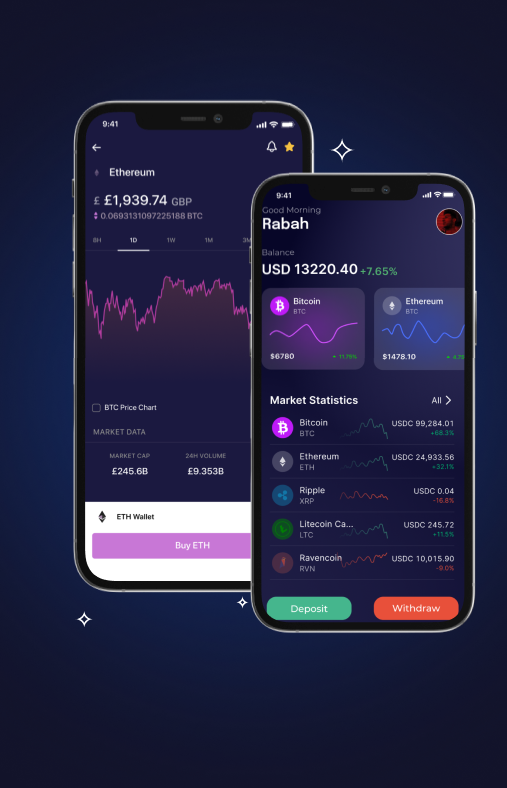 9:41
Ethereum
£ £1,939.74 GBP
0.0693131097225188 BTC
8H 1D 1W 1M
BTC Price Chart
MARKET DATA
MARKET CAP 24H VOLUME
£245.6B £9.353B
ETH Wallet
Buy ETH
9:41
Good Morning
Rabah
Balance
USD 13220.40 +7.65%
Bitcoin
BTC
$6780 11.75%
Ethereum
BTC
$1478.10
Market Statistics All
Bitcoin USDC 99,284.01
BTC +68.3%
Ethereum USDC 24,933.56
ETH +32.1%
Ripple USDC 0.04
XRP -16.8%
Litecoin Ca... USDC 245.72
LTC +11.5%
Ravencoin USDC 10,015.90
RVN -9.0%
Deposit Withdraw